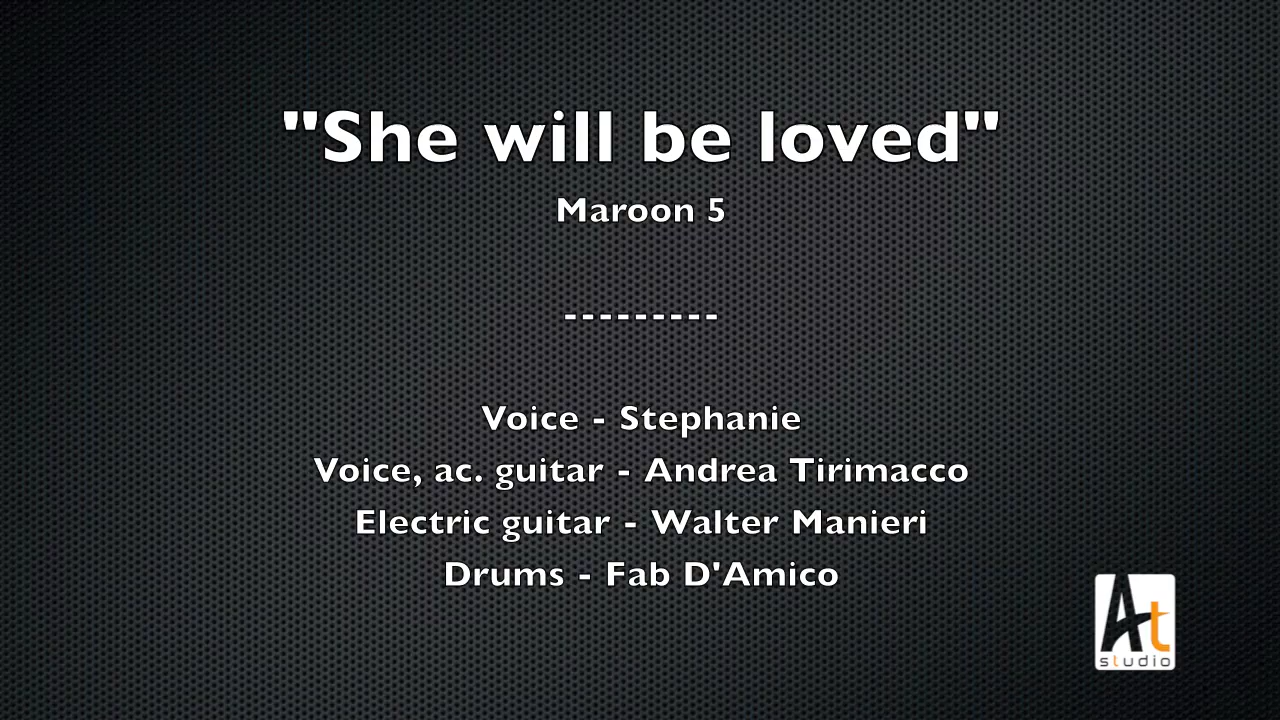 "She will be loved"
Maroon 5
---------
Voice - Stephanie
Voice, ac. guitar - Andrea Tirimacco
Electric guitar - Walter Manieri
Drums - Fab D'Amico
At
studio